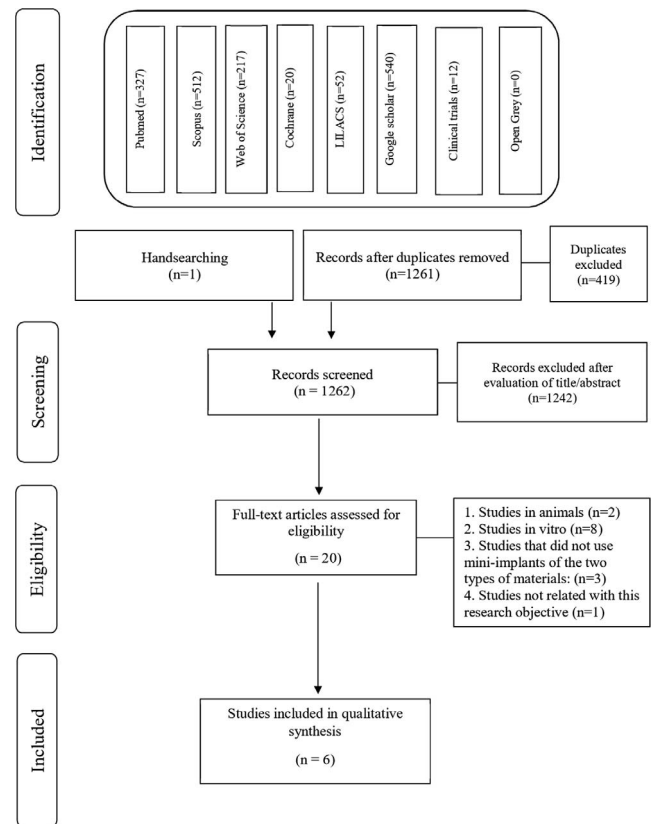 Identification
Pubmed (n=327)
Scopus (n=512)
Web of Science (n=217)
Cochrane (n=20)
LILACS (n=52)
Google scholar (n=540)
Clinical trials (n=12)
Open Grey (n=0)
Handsearching
(n=1)
Records after duplicates removed
(n=1261)
Duplicates
excluded
(n=419)
Screening
Records screened
(n = 1262)
Records excluded after
evaluation of title/abstract
(n=1242)
Eligibility
Full-text articles assessed for
eligibility
(n = 20)
1. Studies in animals (n=2)
2. Studies in vitro (n=8)
3. Studies that did not use
mini-implants of the two
types of materials: (n=3)
4. Studies not related with this
research objective (n=1)
Included
Studies included in qualitative
synthesis
(n = 6)